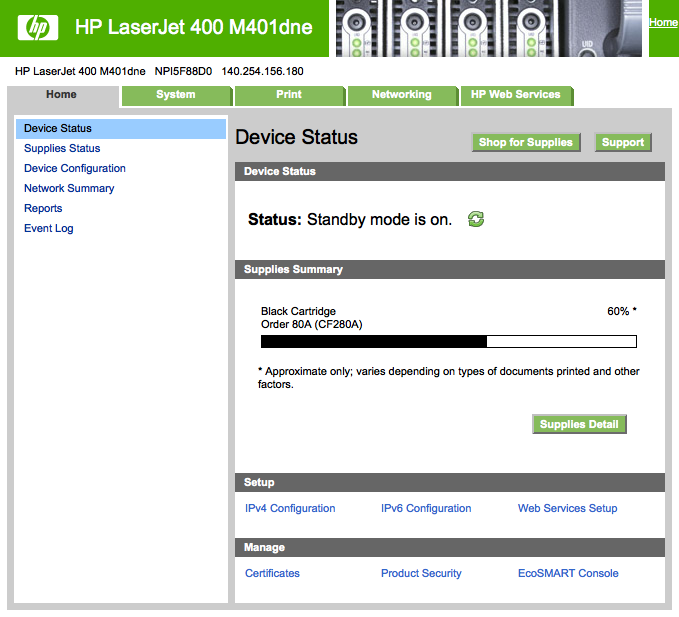 hp HP LaserJet 400 M401dne
UID
Home
HP LaserJet 400 M401dne NPI5F88D0 140.254.156.180
Home System Print Networking HP Web Services
Device Status
Supplies Status
Device Configuration
Network Summary
Reports
Event Log
Device Status
Shop for Supplies Support
Device Status
Status: Standby mode is on.
Supplies Summary
Black Cartridge 60% *
Order 80A (CF280A)
* Approximate only; varies depending on types of documents printed and other
factors.
Supplies Detail
Setup
IPv4 Configuration IPv6 Configuration Web Services Setup
Manage
Certificates Product Security EcoSMART Console